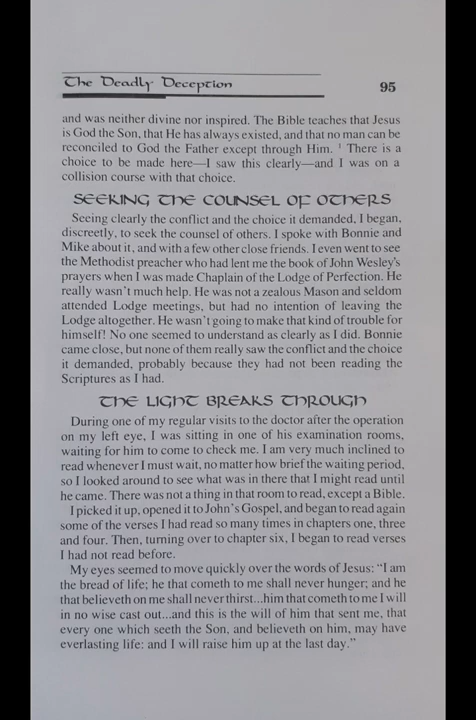 The Deadly Deception
95
and was neither divine nor inspired. The Bible teaches that Jesus
is God the Son, that He has always existed, and that no man can be
reconciled to God the Father except through Him. ¹ There is a
choice to be made here—I saw this clearly—and I was on a
collision course with that choice.
SEEKING THE COUNSEL OF OTHERS
Seeing clearly the conflict and the choice it demanded, I began,
discreetly, to seek the counsel of others. I spoke with Bonnie and
Mike about it, and with a few other close friends. I even went to see
the Methodist preacher who had lent me the book of John Wesley's
prayers when I was made Chaplain of the Lodge of Perfection. He
really wasn't much help. He was not a zealous Mason and seldom
attended Lodge meetings, but had no intention of leaving the
Lodge altogether. He wasn't going to make that kind of trouble for
himself! No one seemed to understand as clearly as I did. Bonnie
came close, but none of them really saw the conflict and the choice
it demanded, probably because they had not been reading the
Scriptures as I had.
THE LIGHT BREAKS THROUGH
During one of my regular visits to the doctor after the operation
on my left eye, I was sitting in one of his examination rooms,
waiting for him to come to check me. I am very much inclined to
read whenever I must wait, no matter how brief the waiting period,
so I looked around to see what was in there that I might read until
he came. There was not a thing in that room to read, except a Bible.
I picked it up, opened it to John's Gospel, and began to read again
some of the verses I had read so many times in chapters one, three
and four. Then, turning over to chapter six, I began to read verses
I had not read before.
My eyes seemed to move quickly over the words of Jesus: “I am
the bread of life; he that cometh to me shall never hunger; and he
that believeth on me shall never thirst...him that cometh to me I will
in no wise cast out...and this is the will of him that sent me, that
every one which seeth the Son, and believeth on him, may have
everlasting life: and I will raise him up at the last day.”